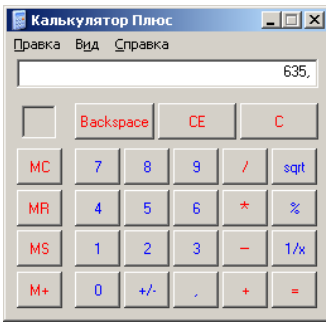 Калькулятор Плюс
Правка Вид Справка
635,
Backspace CE C
MC 7 8 9 / sqrt
MR 4 5 6 * %
MS 1 2 3 − 1/x
M+ 0 +/- , + =